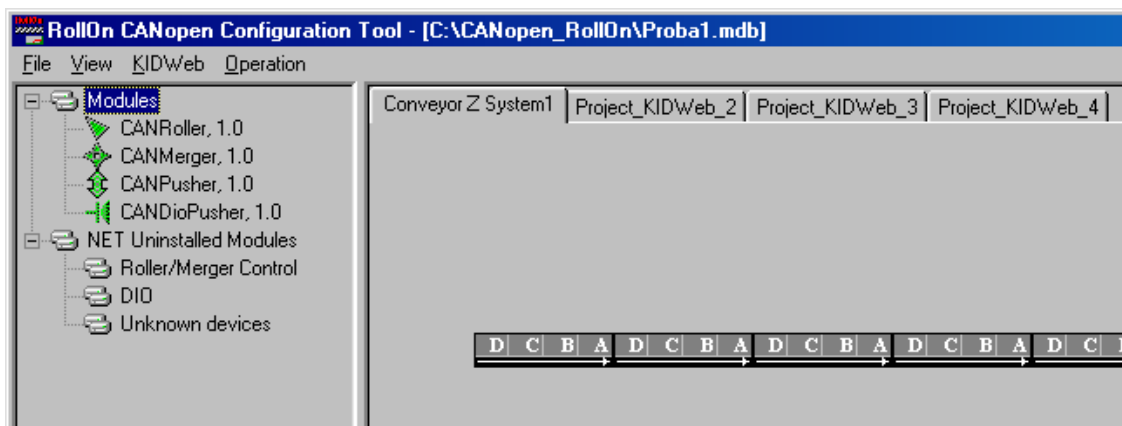 RollOn CANopen Configuration Tool - [C:\CANopen_RollOn\Proba1.mdb]
File View KIDWeb Operation
Modules
CANRoller, 1.0
CANMerger, 1.0
CANPusher, 1.0
CANDioPusher, 1.0
NET Uninstalled Modules
Roller/Merger Control
DIO
Unknown devices
Conveyor Z System1 Project_KIDWeb_2 Project_KIDWeb_3 Project_KIDWeb_4
D C B A D C B A D C B A D C B A D C